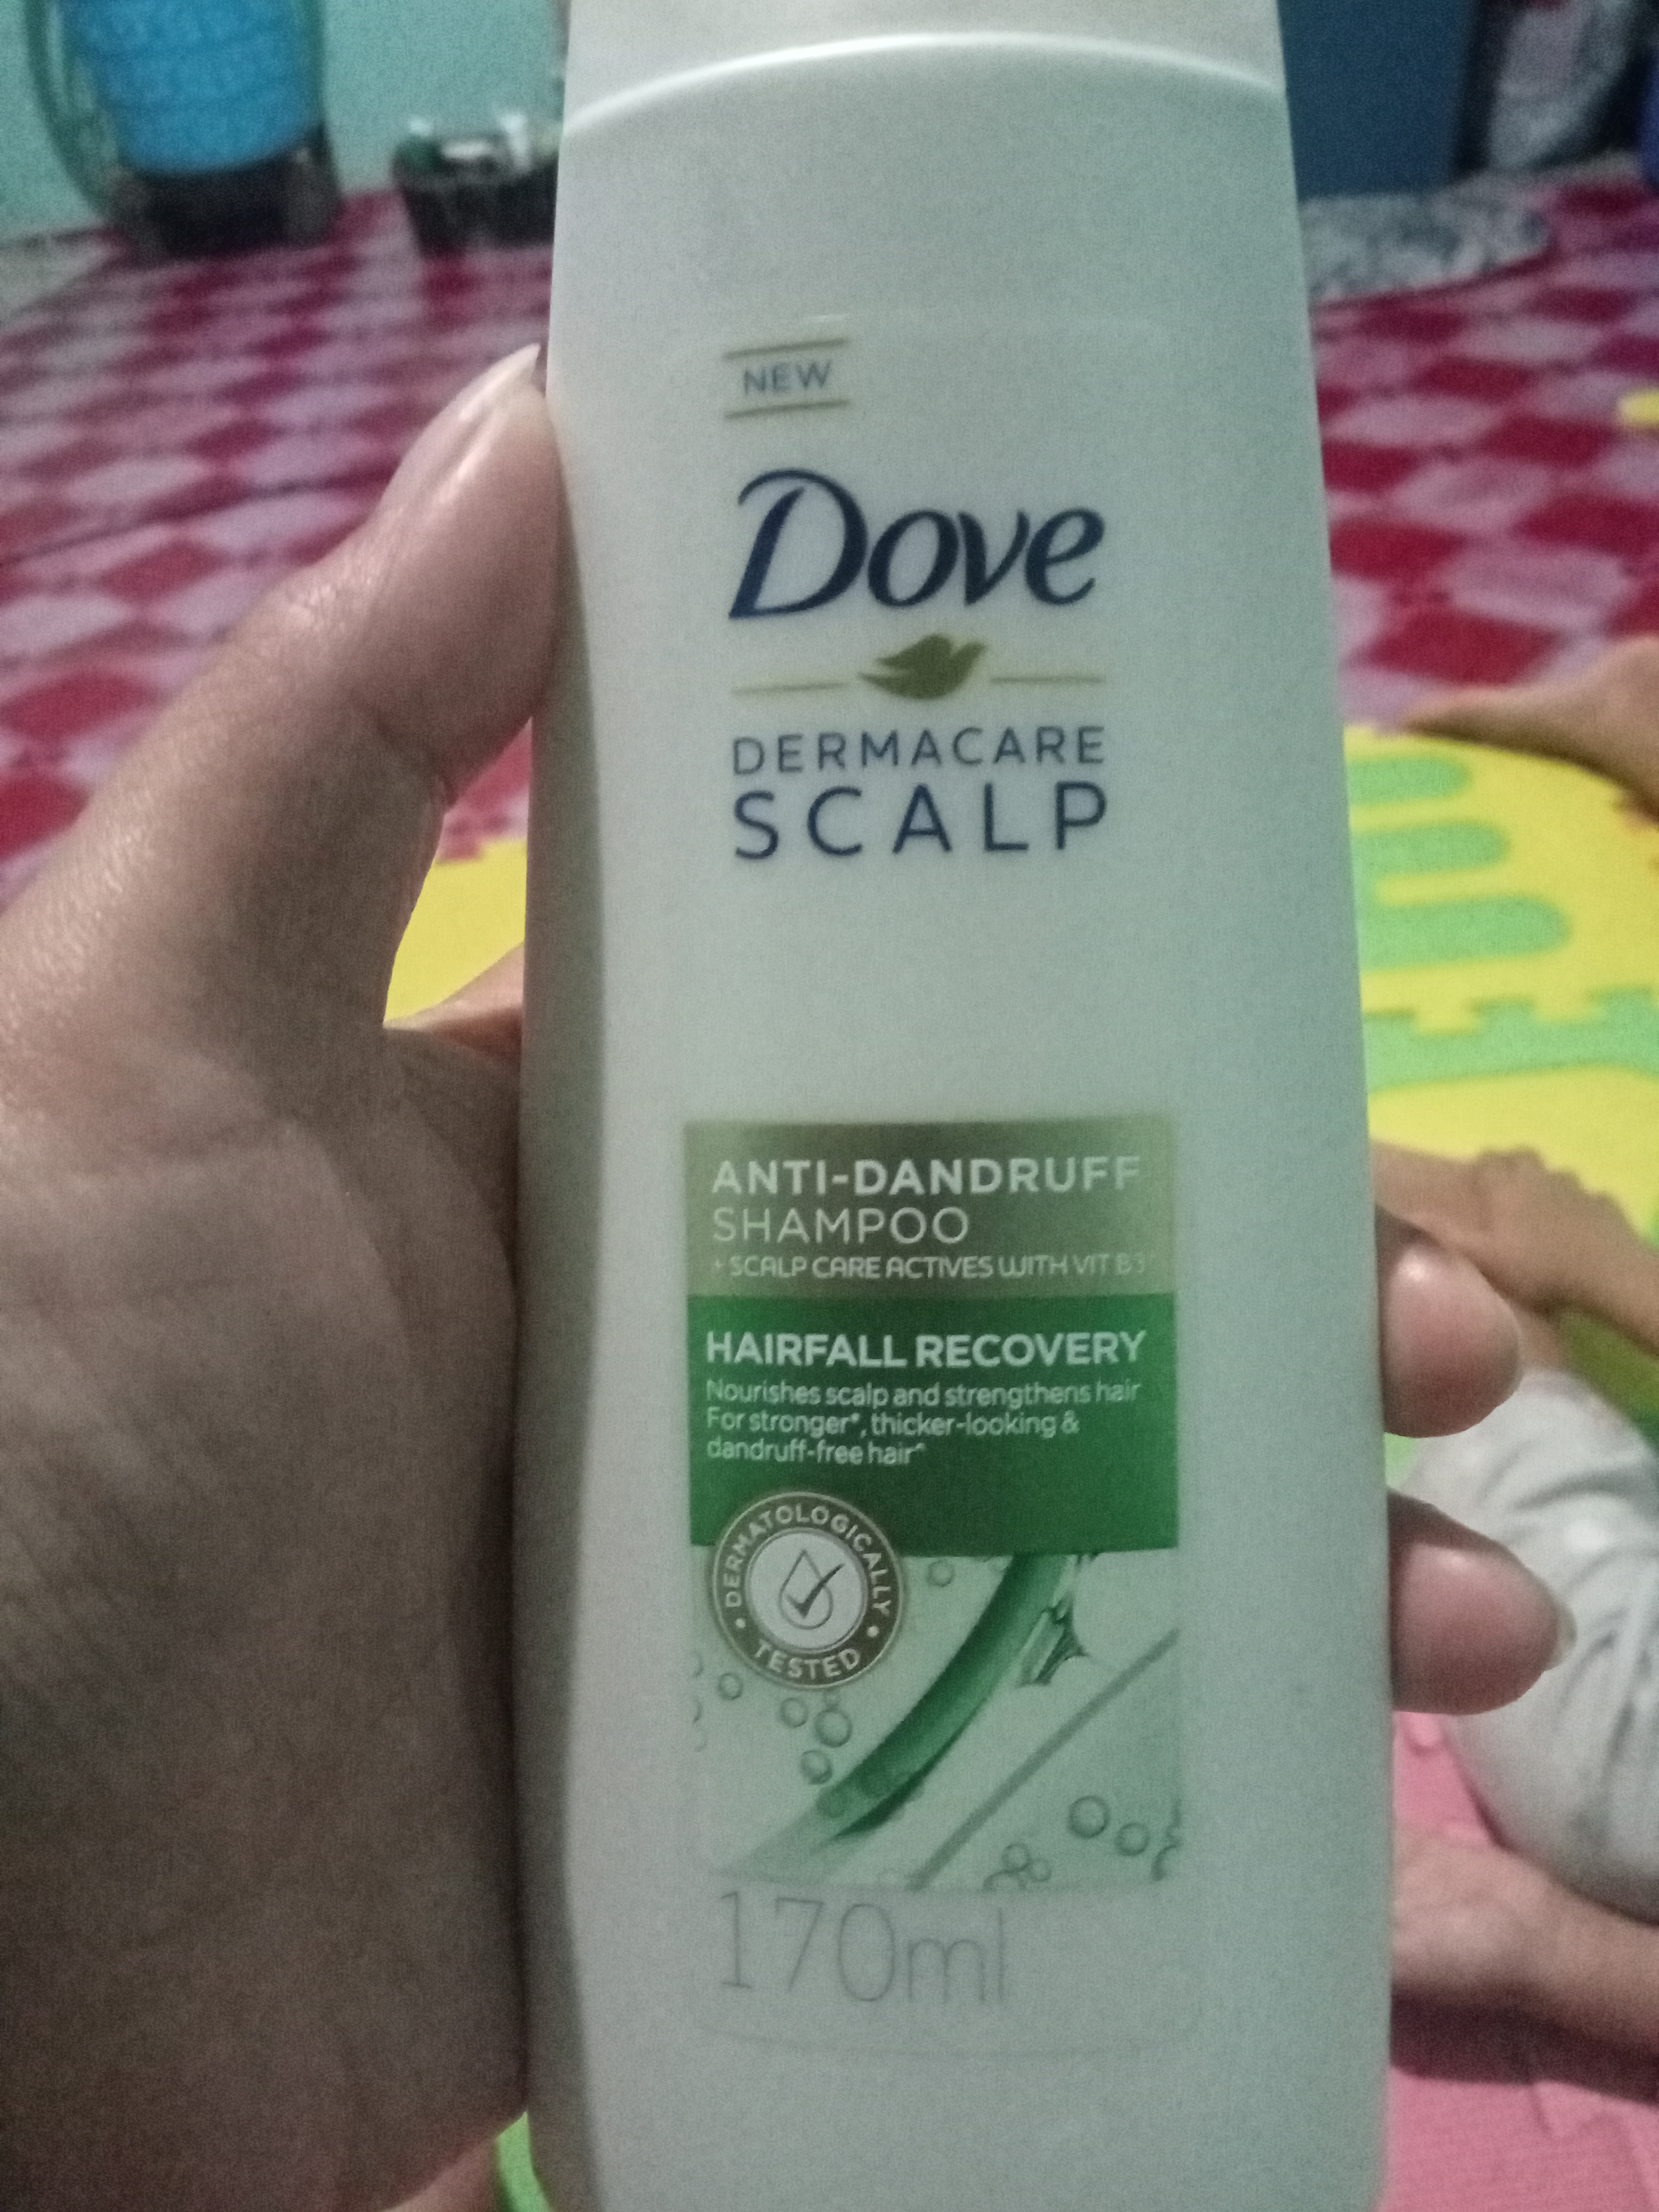 NEW
Dove
DERMACARE
SCALP
ANTI-DANDRUFF
SHAMPOO
+ SCALP CARE ACTIVES WITH VIT B3
HAIRFALL RECOVERY
Nourishes scalp and strengthens hair
For stronger*, thicker-looking &
dandruff-free hair^
DERMATOLOGICALLY
TESTED
170ml